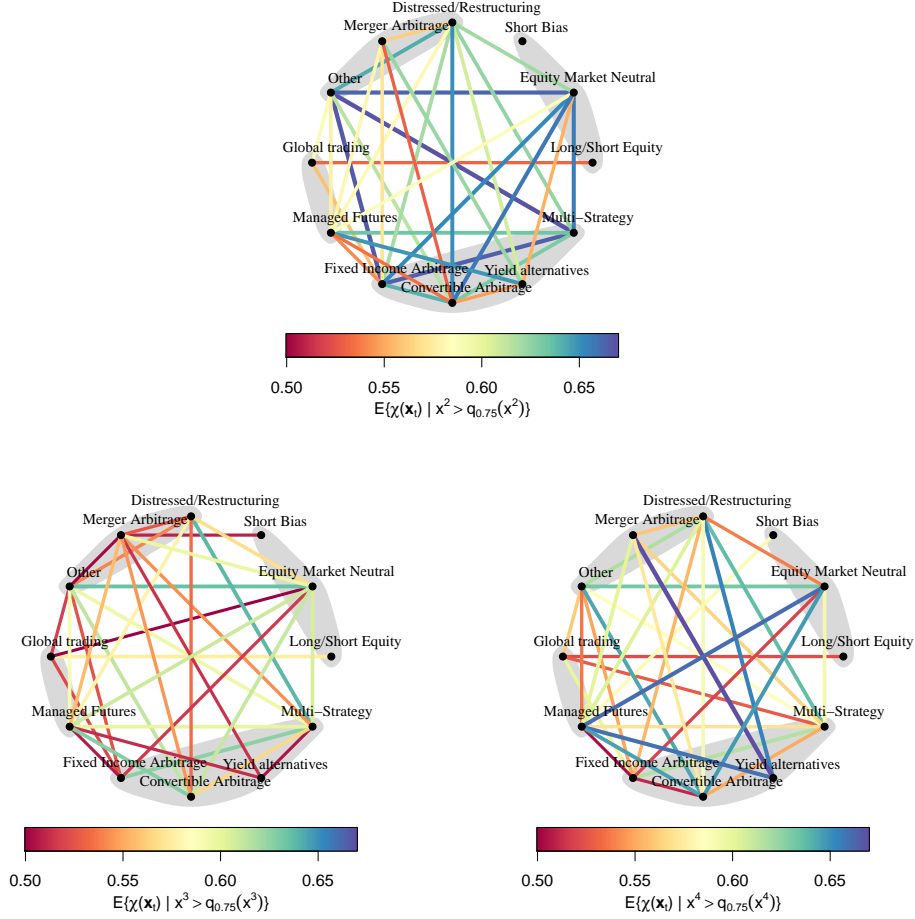 Distressed/Restructuring
Merger Arbitrage
Short Bias
Other
Equity Market Neutral
Global trading
Long/Short Equity
Managed Futures
Multi−Strategy
Fixed Income Arbitrage
Yield alternatives
Convertible Arbitrage
0.50 0.55 0.60 0.65
E{χ(𝐱ₜ) | x² > q₀.₇₅(x²)}
Distressed/Restructuring
Merger Arbitrage
Short Bias
Other
Equity Market Neutral
Global trading
Long/Short Equity
Managed Futures
Multi−Strategy
Fixed Income Arbitrage
Yield alternatives
Convertible Arbitrage
0.50 0.55 0.60 0.65
E{χ(𝐱ₜ) | x³ > q₀.₇₅(x³)}
Distressed/Restructuring
Merger Arbitrage
Short Bias
Other
Equity Market Neutral
Global trading
Long/Short Equity
Managed Futures
Multi−Strategy
Fixed Income Arbitrage
Yield alternatives
Convertible Arbitrage
0.50 0.55 0.60 0.65
E{χ(𝐱ₜ) | x⁴ > q₀.₇₅(x⁴)}